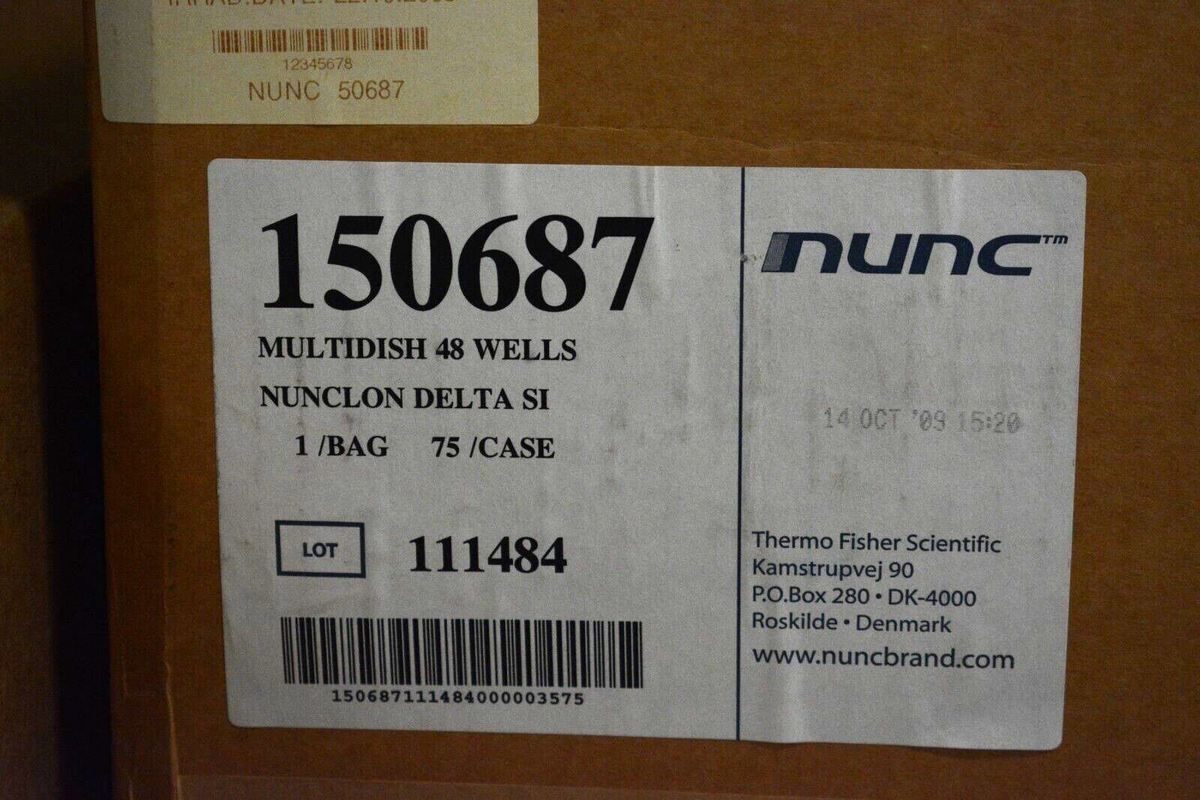 12345678
NUNC 50687
150687
MULTIDISH 48 WELLS
NUNCLON DELTA SI
1 /BAG 75 /CASE
LOT 111484
150687111484000003575
nunc™
14 OCT '09 15:20
Thermo Fisher Scientific
Kamstrupvej 90
P.O.Box 280 • DK-4000
Roskilde • Denmark
www.nuncbrand.com